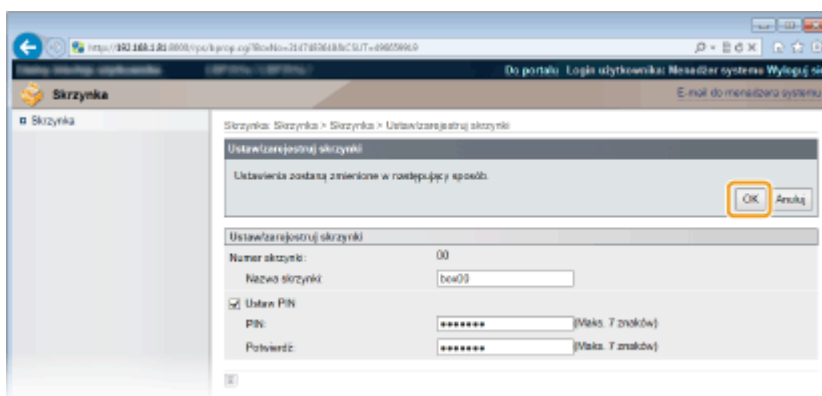 Do portalu Login użytkownika: Menedżer systemu Wyloguj się
Skrzynka
E-mail do menedżera systemu
Skrzynka
Skrzynka: Skrzynka > Skrzynka > Ustaw/zarejestruj skrzynki
Ustaw/zarejestruj skrzynki
Ustawienia zostaną zmienione w następujący sposób.
OK Anuluj
Ustaw/zarejestruj skrzynki
Numer skrzynki: 00
Nazwa skrzynki: box00
Ustaw PIN
PIN: ••••••• (Maks. 7 znaków)
Potwierdź: ••••••• (Maks. 7 znaków)